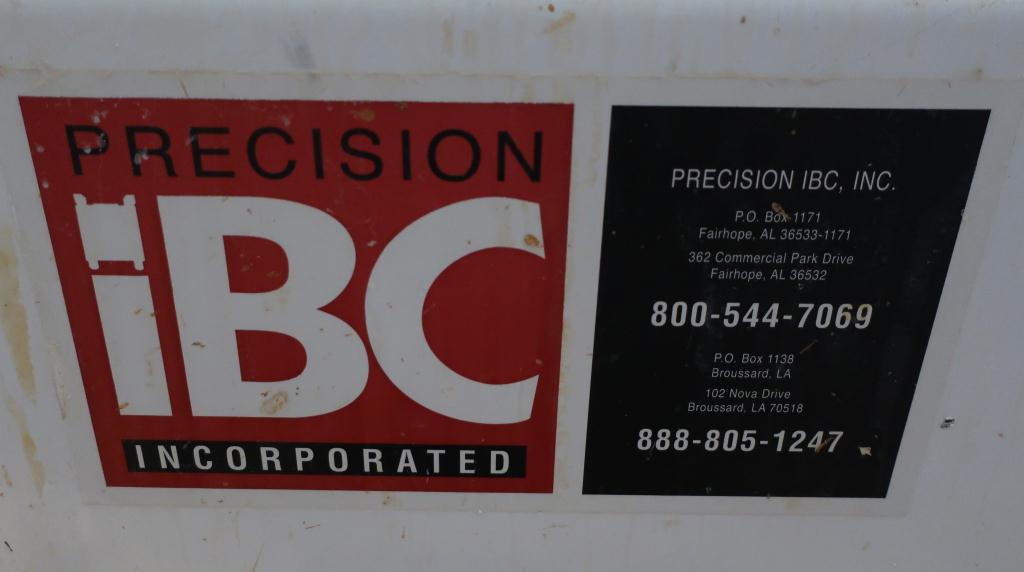 PRECISION
iBC
INCORPORATED
PRECISION IBC, INC.
P.O. Box 1171
Fairhope, AL 36533-1171
362 Commercial Park Drive
Fairhope, AL 36532
800-544-7069
P.O. Box 1138
Broussard, LA
102 Nova Drive
Broussard, LA 70518
888-805-1247